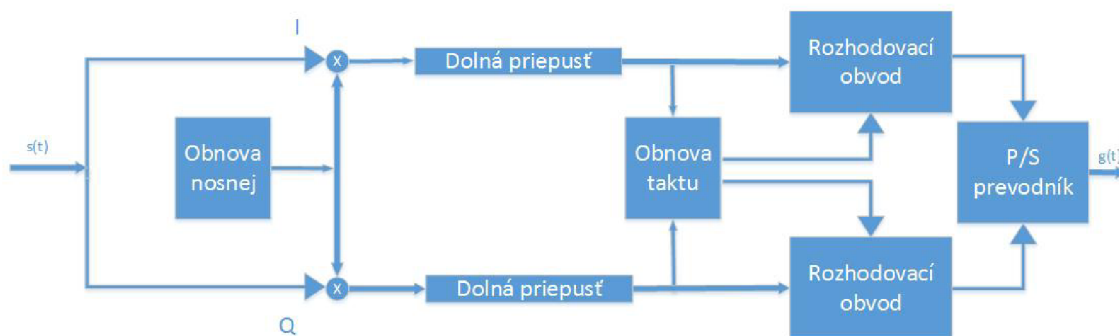 I
x
Dolná priepusť
Rozhodovací
obvod
s(t)
Obnova
nosnej
Obnova
taktu
P/S
prevodník
g(t)
x
Dolná priepusť
Rozhodovací
obvod
Q